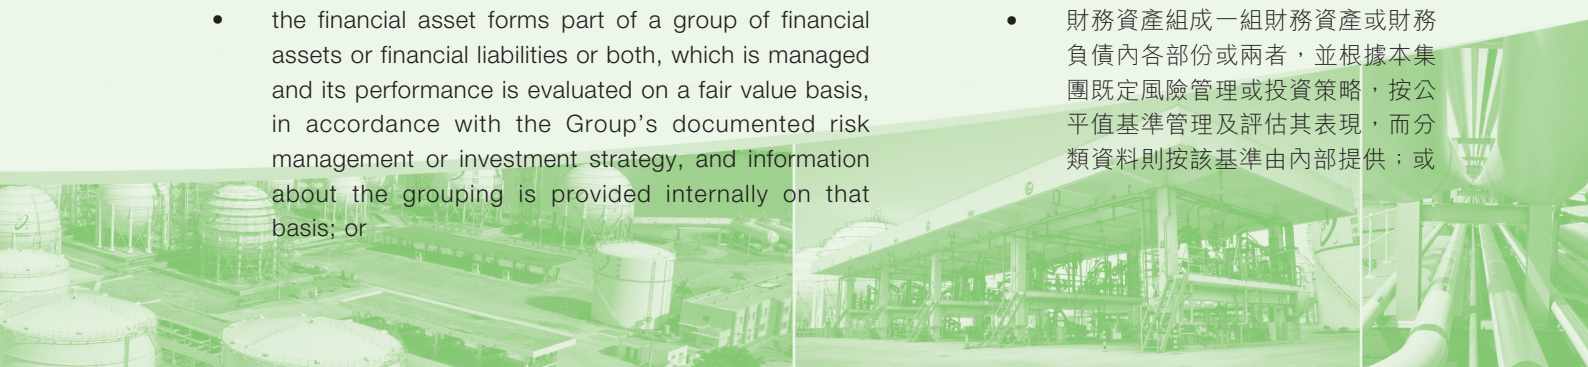 • the financial asset forms part of a group of financial
assets or financial liabilities or both, which is managed
and its performance is evaluated on a fair value basis,
in accordance with the Group’s documented risk
management or investment strategy, and information
about the grouping is provided internally on that
basis; or
• 財務資產組成一組財務資產或財務
負債內各部份或兩者，並根據本集
團既定風險管理或投資策略，按公
平值基準管理及評估其表現，而分
類資料則按該基準由內部提供；或